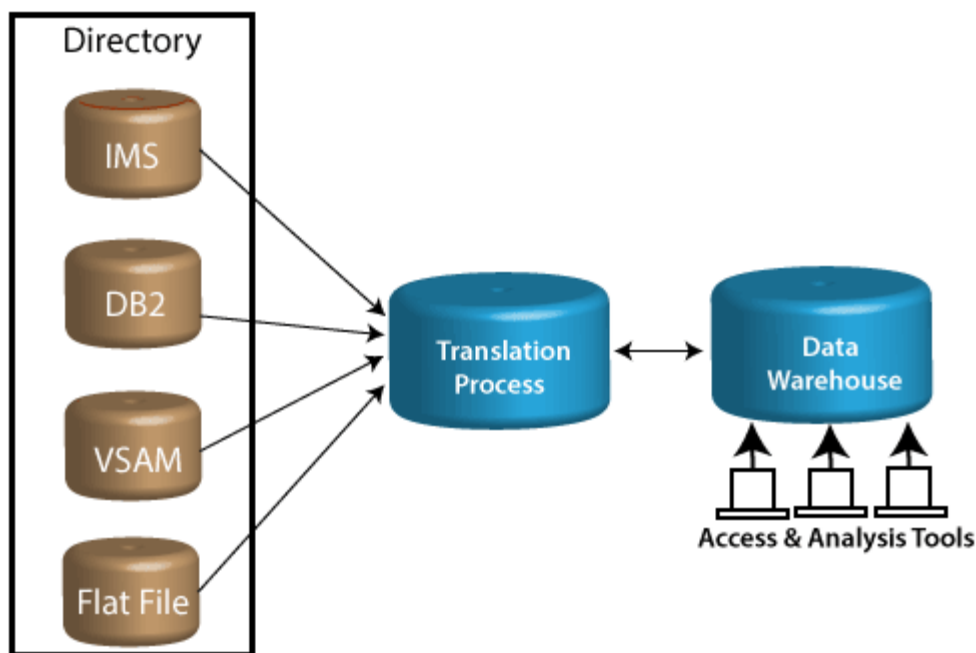 Directory
IMS
DB2
VSAM
Flat File
Translation
Process
Data
Warehouse
Access & Analysis Tools